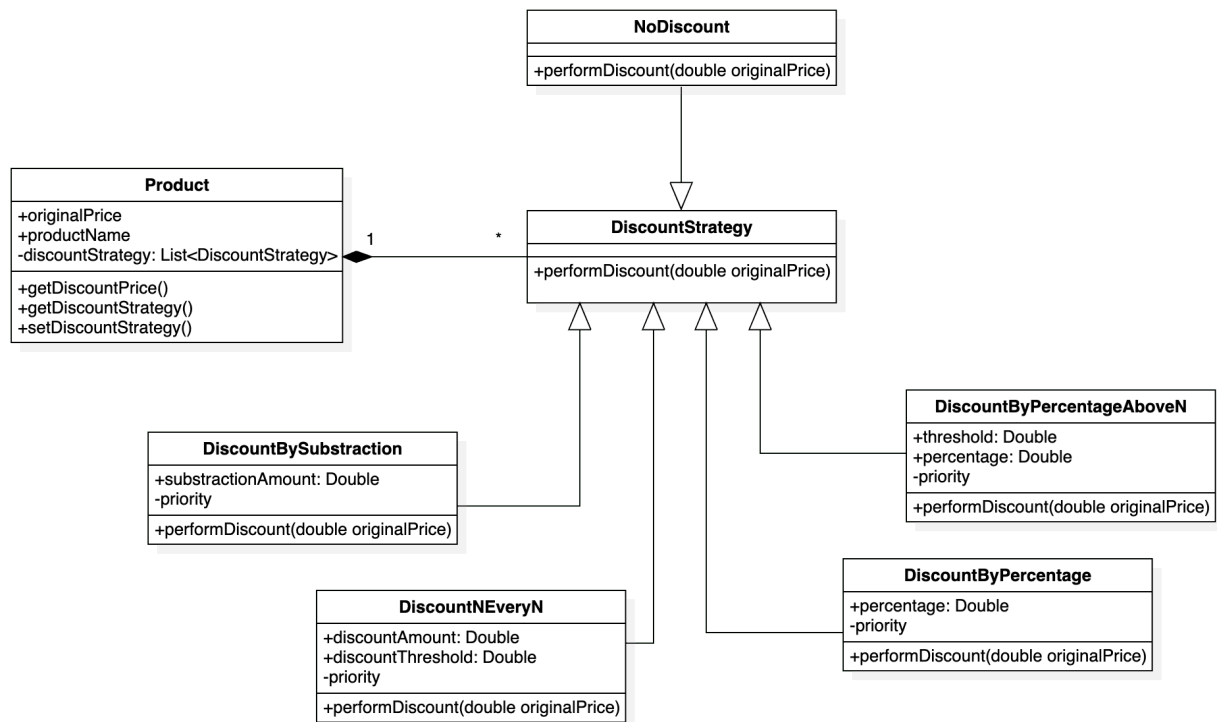 NoDiscount
+performDiscount(double originalPrice)
Product
+originalPrice
+productName
-discountStrategy: List<DiscountStrategy>
+getDiscountPrice()
+getDiscountStrategy()
+setDiscountStrategy()
1
*
DiscountStrategy
+performDiscount(double originalPrice)
DiscountByPercentageAboveN
+threshold: Double
+percentage: Double
-priority
+performDiscount(double originalPrice)
DiscountBySubstraction
+substractionAmount: Double
-priority
+performDiscount(double originalPrice)
DiscountByPercentage
+percentage: Double
-priority
+performDiscount(double originalPrice)
DiscountNEveryN
+discountAmount: Double
+discountThreshold: Double
-priority
+performDiscount(double originalPrice)